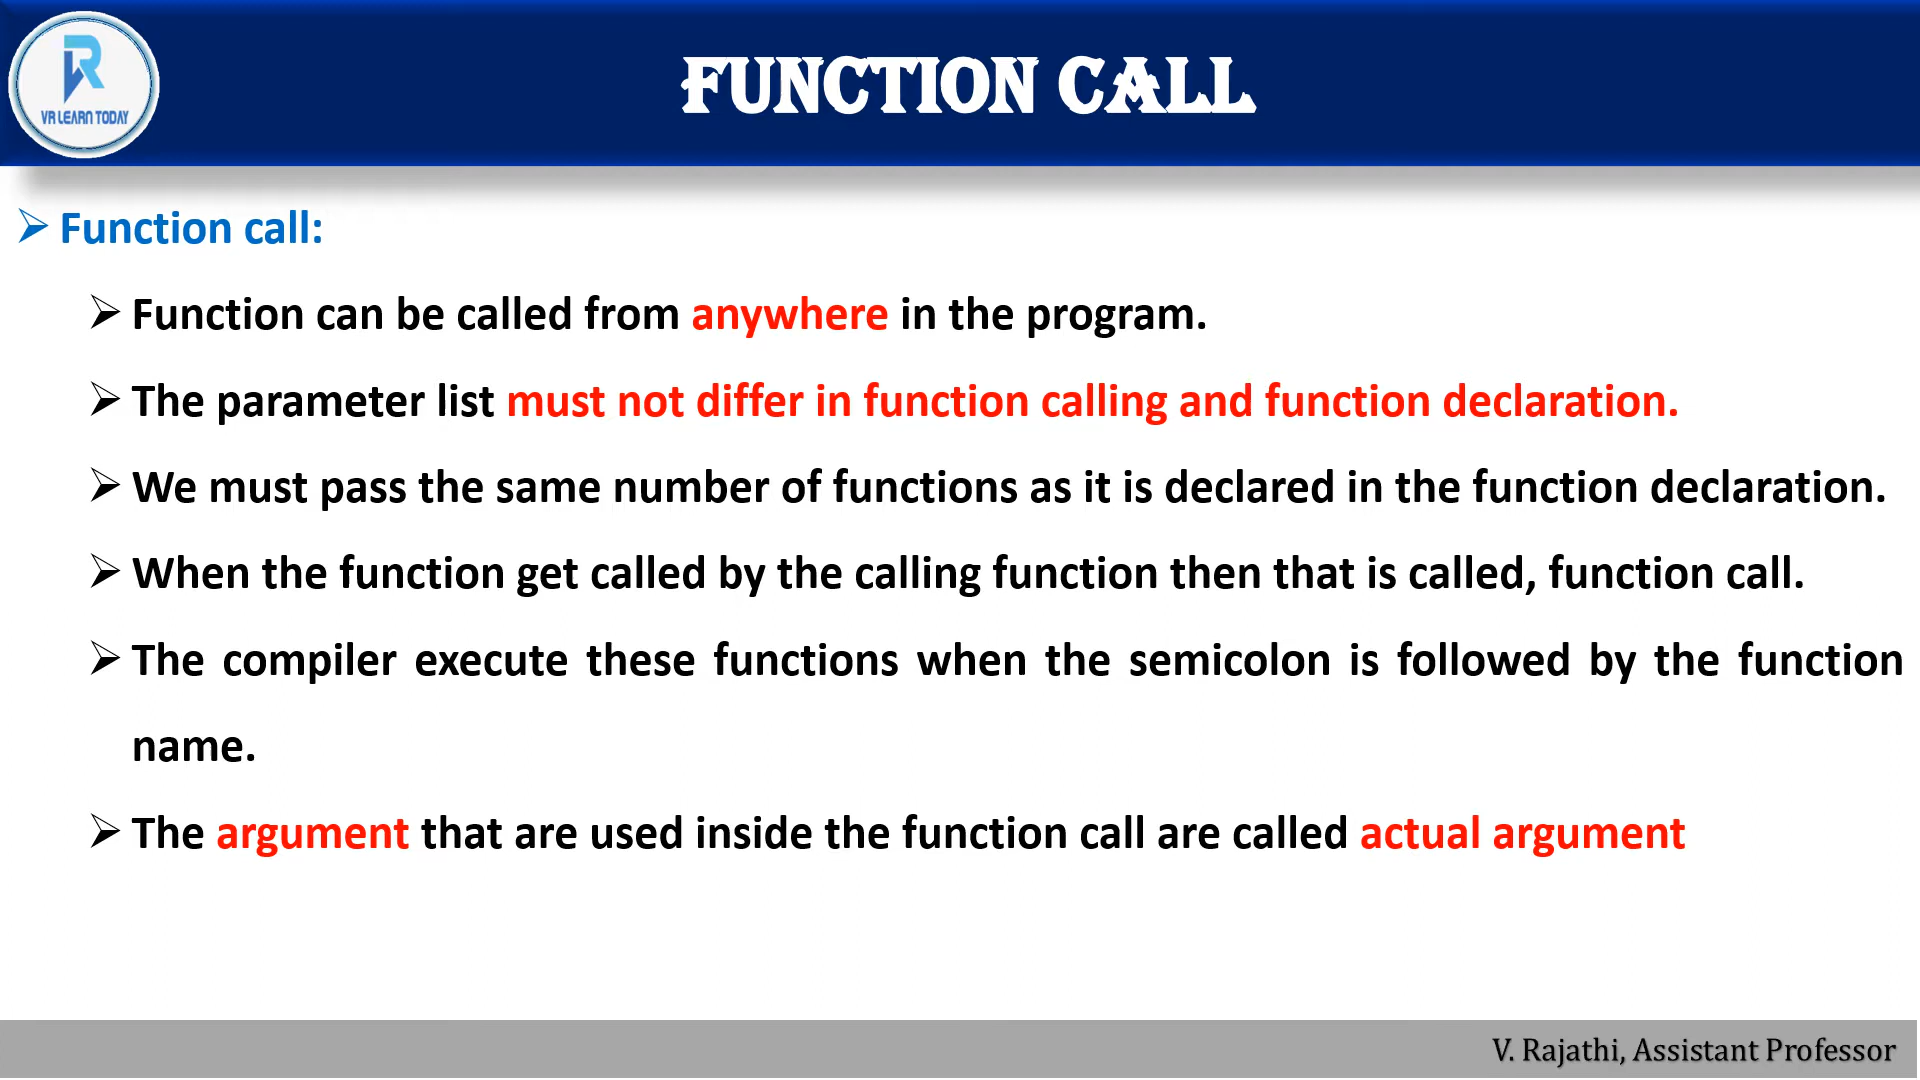 VR LEARN TODAY
FUNCTION CALL
Function call:
Function can be called from anywhere in the program.
The parameter list must not differ in function calling and function declaration.
We must pass the same number of functions as it is declared in the function declaration.
When the function get called by the calling function then that is called, function call.
The compiler execute these functions when the semicolon is followed by the function
name.
The argument that are used inside the function call are called actual argument
V. Rajathi, Assistant Professor